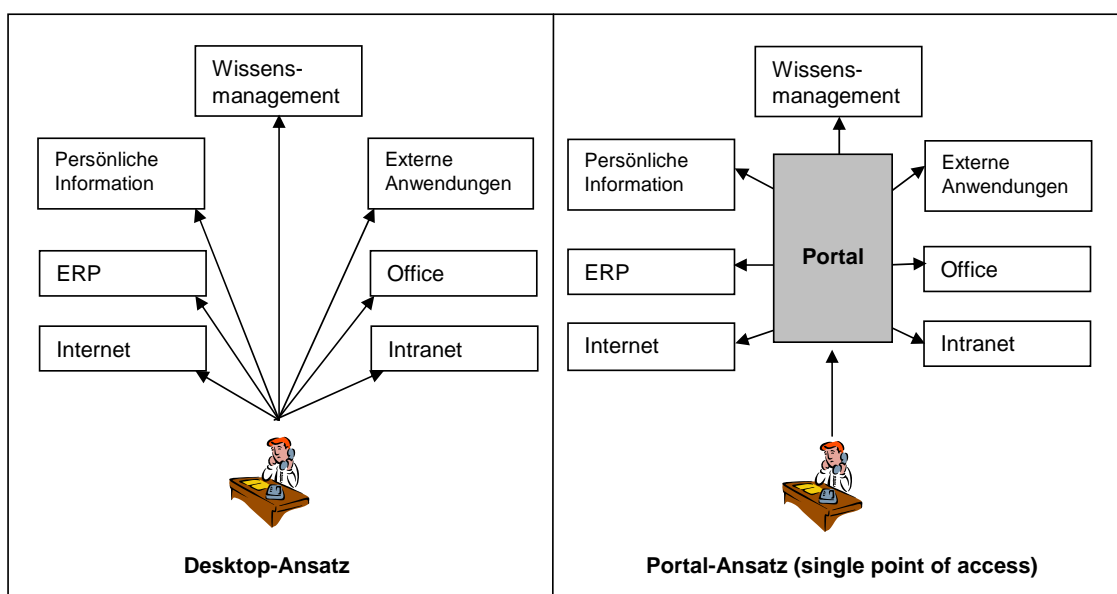 Wissens-
management
Persönliche
Information
Externe
Anwendungen
ERP
Office
Internet
Intranet
Desktop-Ansatz
Wissens-
management
Persönliche
Information
Externe
Anwendungen
Portal
ERP
Office
Internet
Intranet
Portal-Ansatz (single point of access)